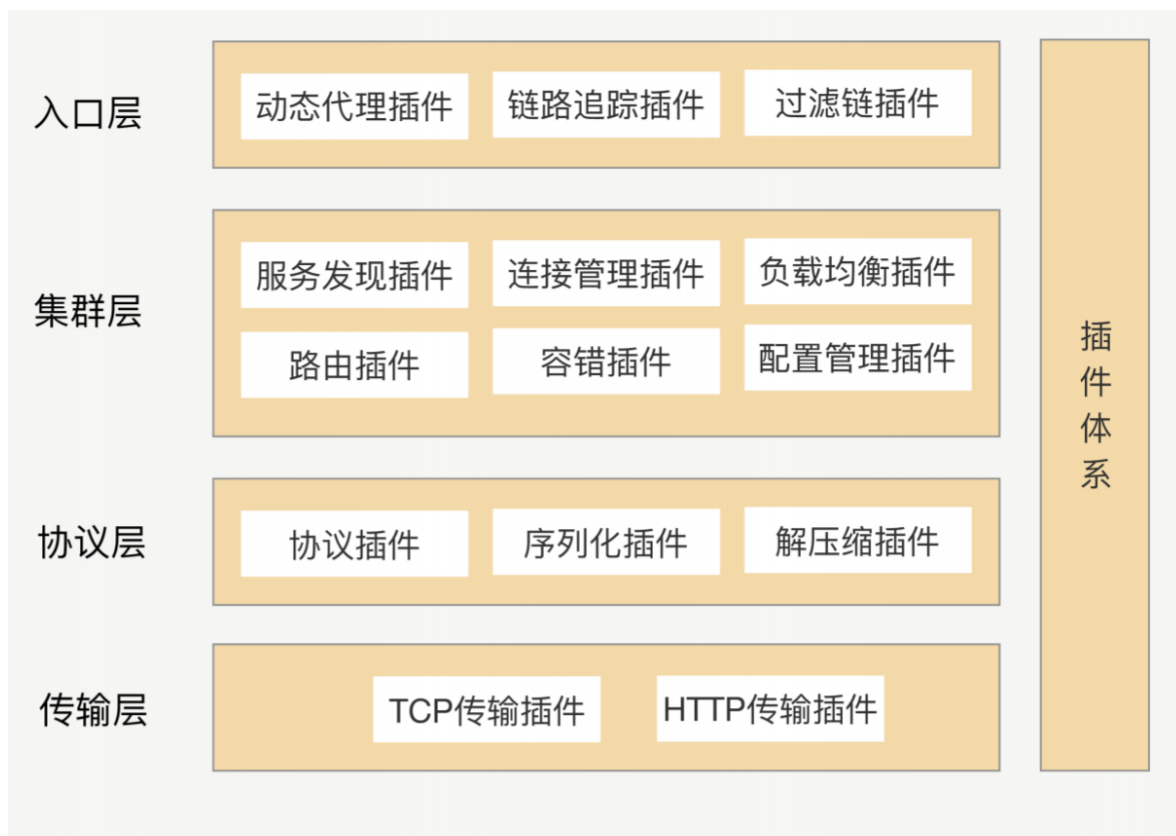 入口层
动态代理插件
链路追踪插件
过滤链插件
集群层
服务发现插件
连接管理插件
负载均衡插件
路由插件
容错插件
配置管理插件
协议层
协议插件
序列化插件
解压缩插件
传输层
TCP传输插件
HTTP传输插件
插件体系